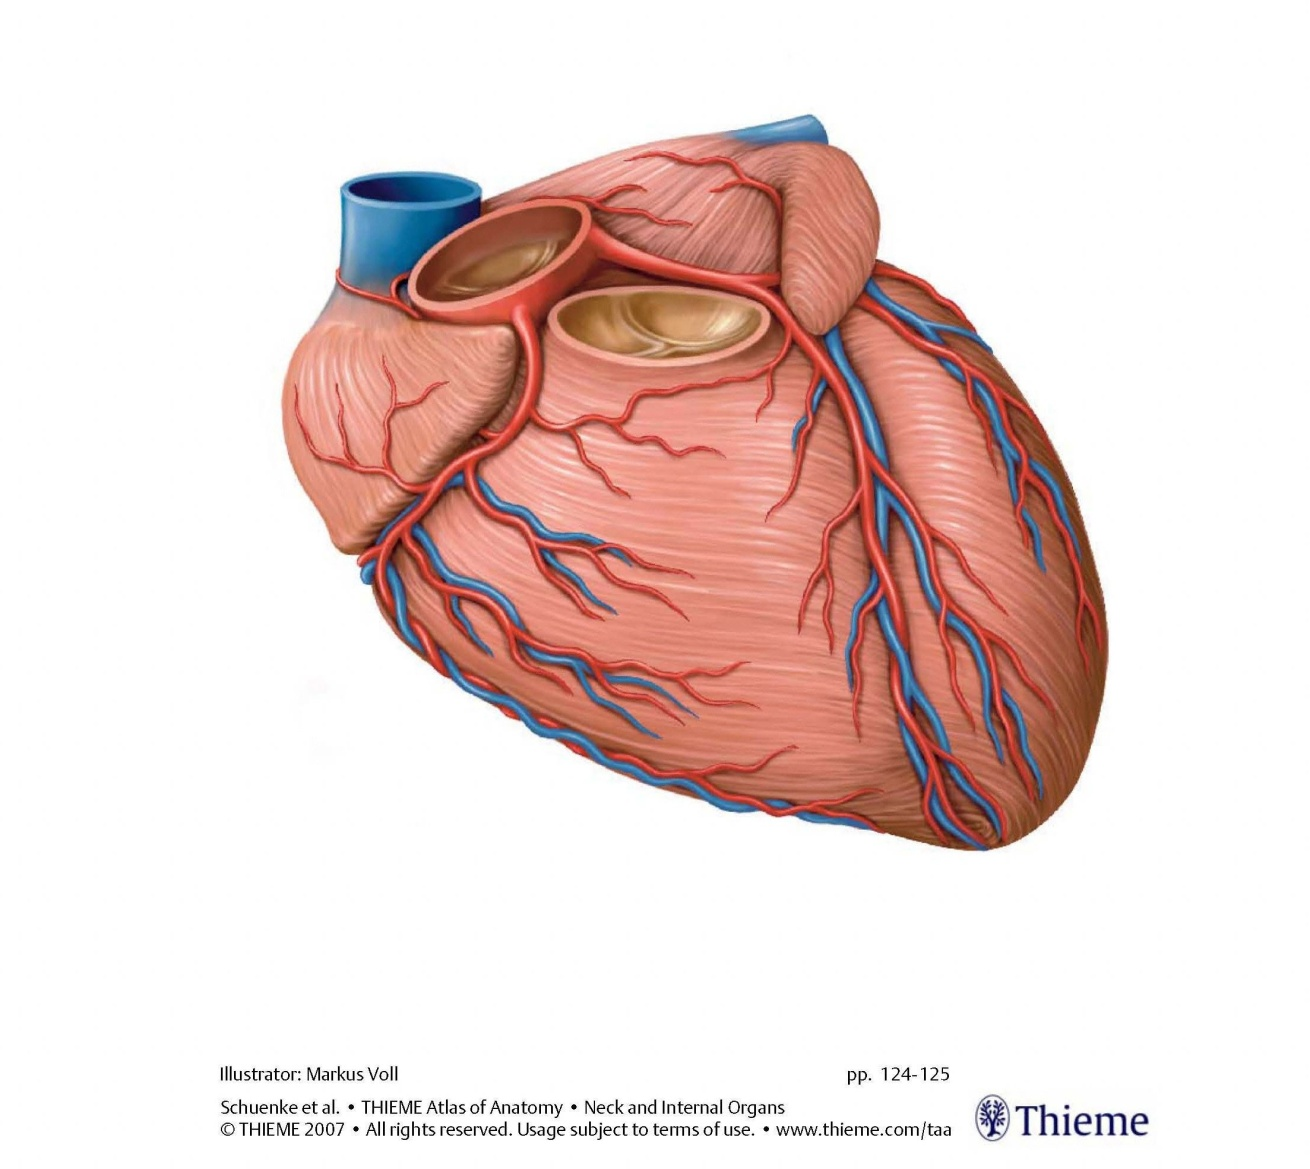 Illustrator: Markus Voll pp. 124-125
Schuenke et al. • THIEME Atlas of Anatomy • Neck and Internal Organs
© THIEME 2007 • All rights reserved. Usage subject to terms of use. • www.thieme.com/taa
Thieme